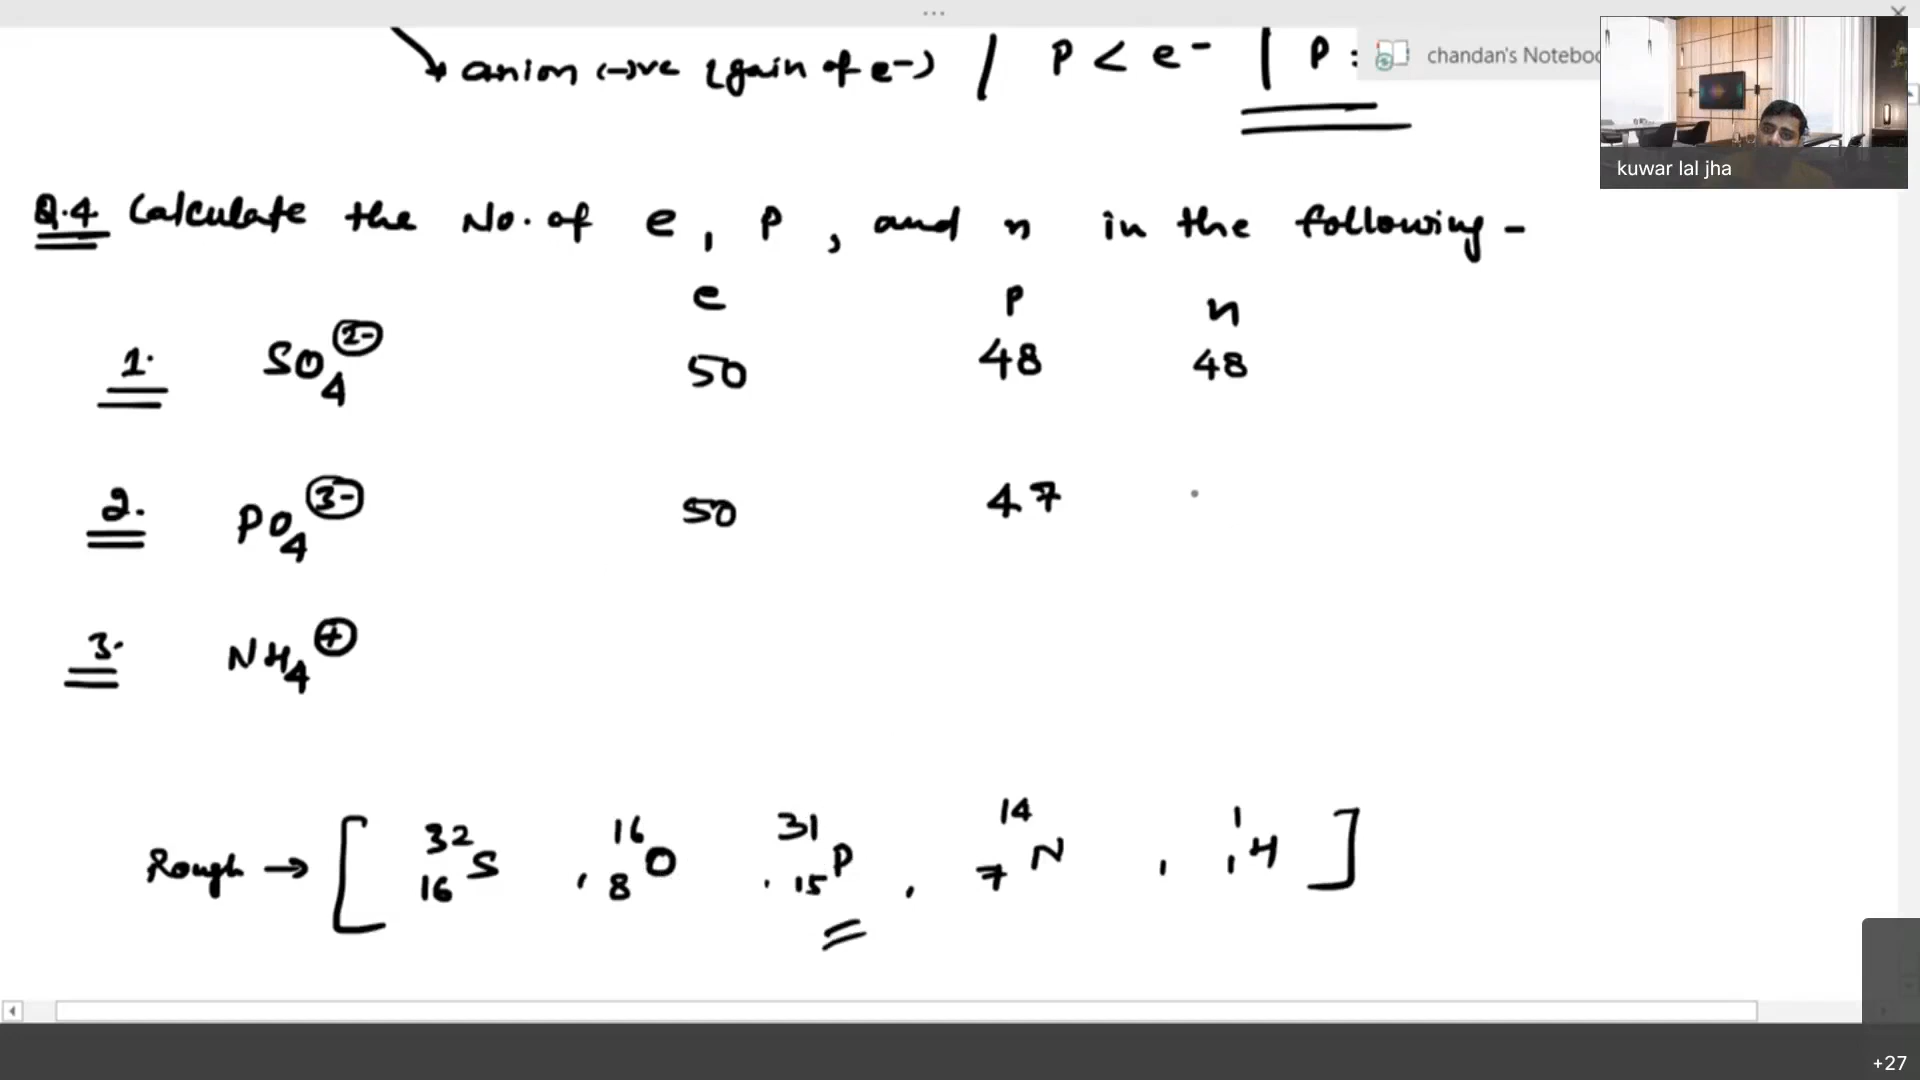 anion (-)ve (gain of e-) | P < e- | P :
chandan's Noteboo
kuwar lal jha
Q.4 Calculate the No. of e, P, and n in the following -
e P n
1. SO4 2- 50 48 48
2. PO4 3- 50 47
3. NH4 +
Rough → [ 32 16 S , 16 8 O , 31 15 P , 14 7 N , 1 1 H ]
+27